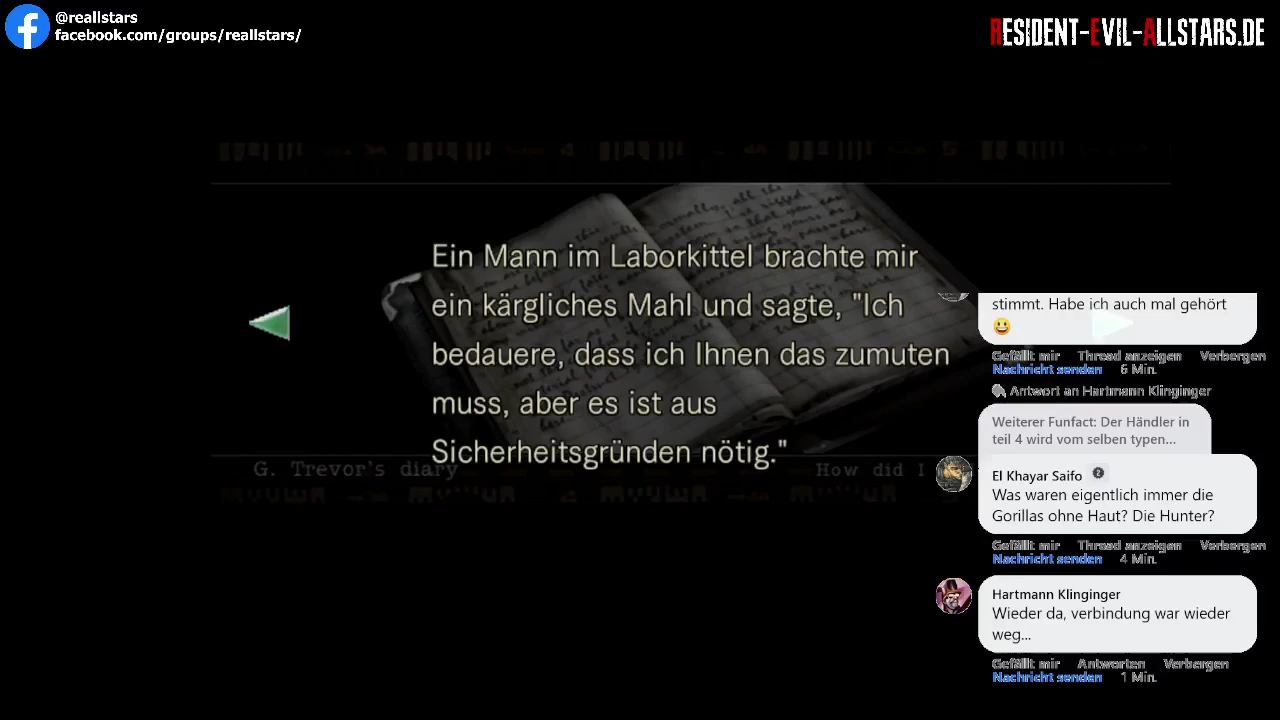 @reallstars
facebook.com/groups/reallstars/
RESIDENT-EVIL-ALLSTARS.DE
Ein Mann im Laborkittel brachte mir
ein kärgliches Mahl und sagte, "Ich
bedauere, dass ich Ihnen das zumuten
muss, aber es ist aus
Sicherheitsgründen nötig."
G. Trevor's diary
How did I
stimmt. Habe ich auch mal gehört
😃
Gefällt mir Thread anzeigen Verbergen
Nachricht senden 6 Min.
Antwort an Hartmann Klinginger
Weiterer Funfact: Der Händler in
teil 4 wird vom selben typen...
El Khayar Saifo
Was waren eigentlich immer die
Gorillas ohne Haut? Die Hunter?
Gefällt mir Thread anzeigen Verbergen
Nachricht senden 4 Min.
Hartmann Klinginger
Wieder da, verbindung war wieder
weg...
Gefällt mir Antworten Verbergen
Nachricht senden 1 Min.